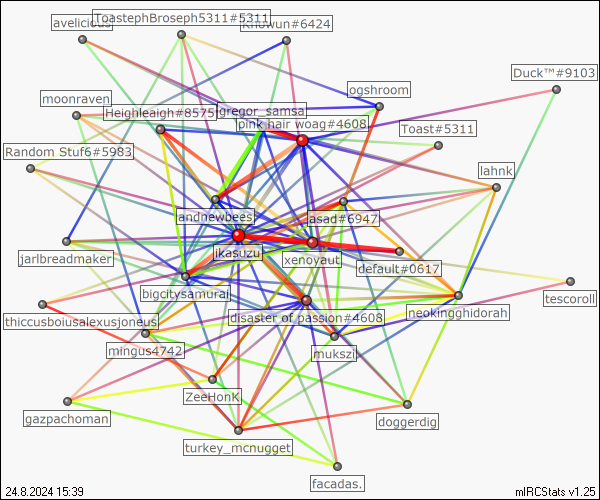 avelicious
ToastephBroseph5311#5311
Khowun#6424
Duck™#9103
ogshroom
moonraven
Heighleigh#8575
gregor_samsa
pink hair woag#4608
Toast#5311
Random Stuf6#5983
lahnk
andnewbees
asad#6947
jarlbreadmaker
ikasuzu
xenoyaut
default#0617
bigcitysamurai
tescoroll
thiccusboiusalexusjoneus
disaster of passion#4608
neokingghidorah
mingus4742
mukszi
ZeeHonK
gazpachoman
doggerdig
turkey_mcnugget
facadas.
24.8.2024 15:39
mIRCStats v1.25